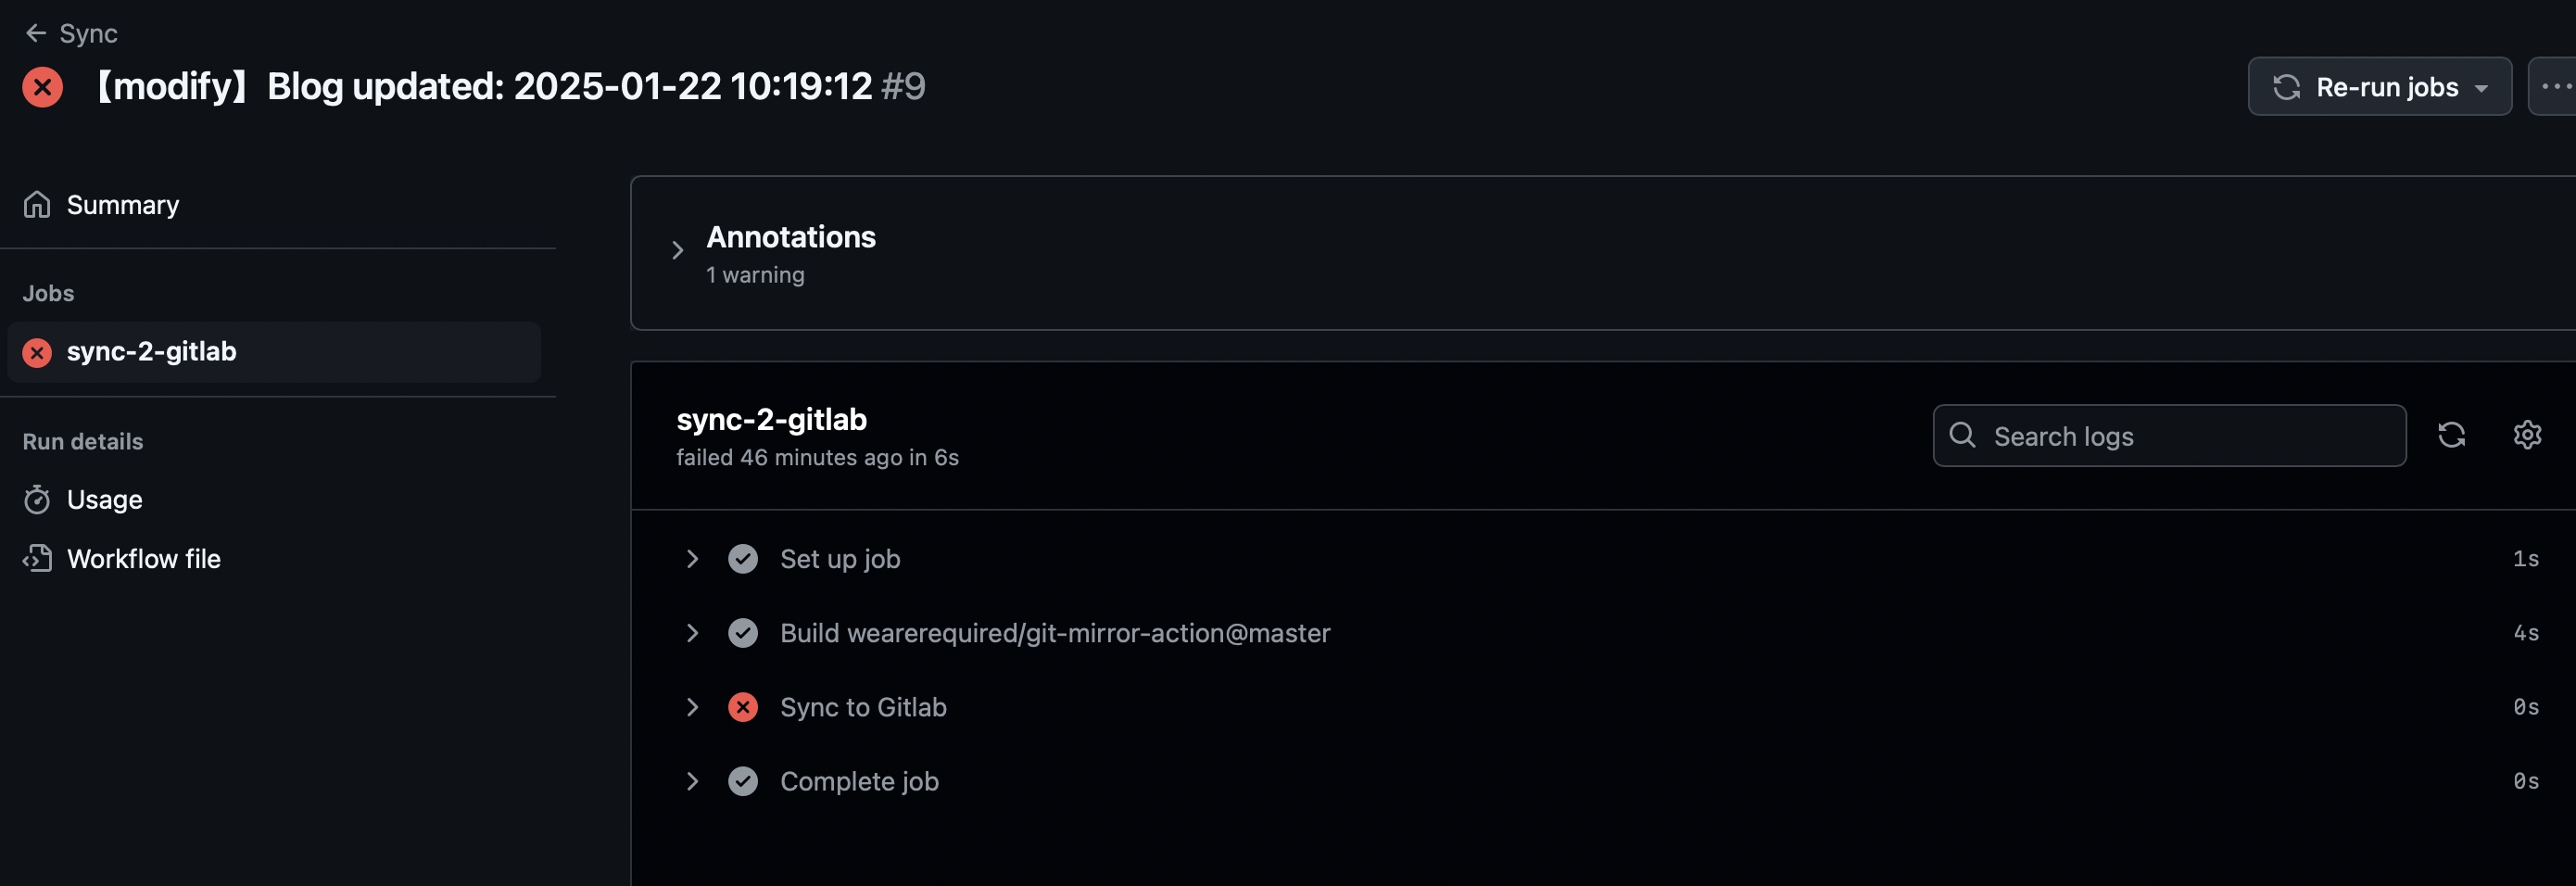 Sync
【modify】Blog updated: 2025-01-22 10:19:12 #9
Re-run jobs
Summary
Jobs
sync-2-gitlab
Run details
Usage
Workflow file
Annotations
1 warning
sync-2-gitlab
failed 46 minutes ago in 6s
Search logs
Set up job 1s
Build wearerequired/git-mirror-action@master 4s
Sync to Gitlab 0s
Complete job 0s